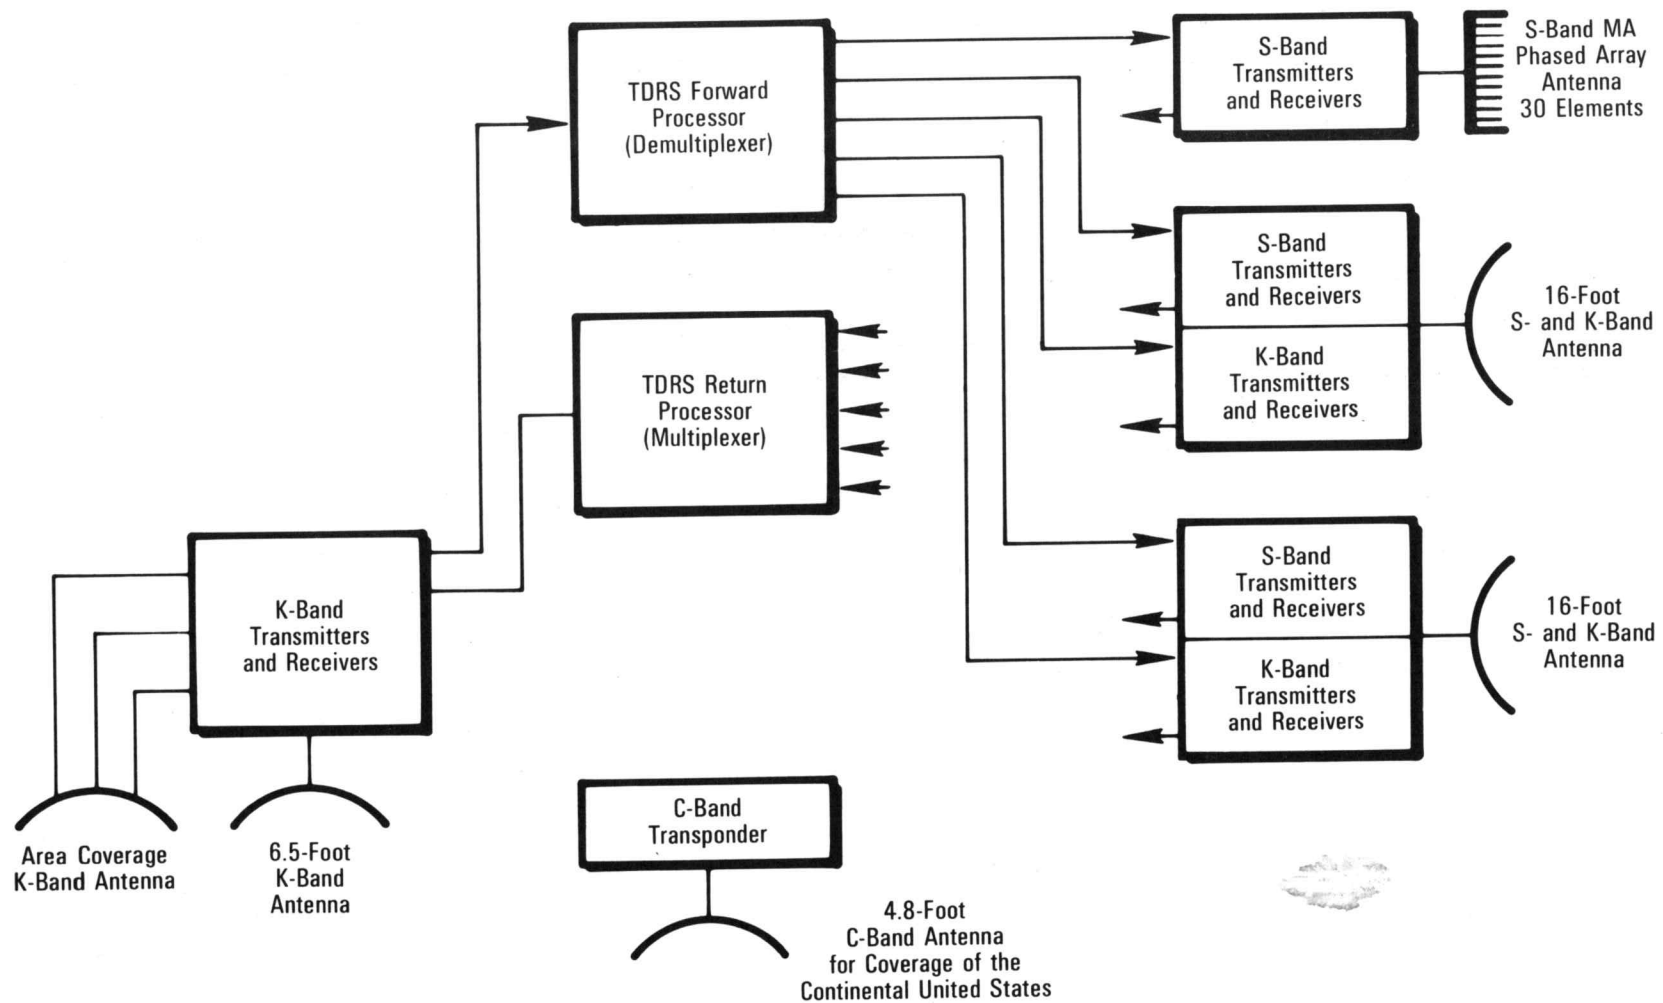 TDRS Forward
Processor
(Demultiplexer)
S-Band
Transmitters
and Receivers
S-Band MA
Phased Array
Antenna
30 Elements
S-Band
Transmitters
and Receivers
K-Band
Transmitters
and Receivers
16-Foot
S- and K-Band
Antenna
TDRS Return
Processor
(Multiplexer)
S-Band
Transmitters
and Receivers
K-Band
Transmitters
and Receivers
16-Foot
S- and K-Band
Antenna
K-Band
Transmitters
and Receivers
Area Coverage
K-Band Antenna
6.5-Foot
K-Band
Antenna
C-Band
Transponder
4.8-Foot
C-Band Antenna
for Coverage of the
Continental United States